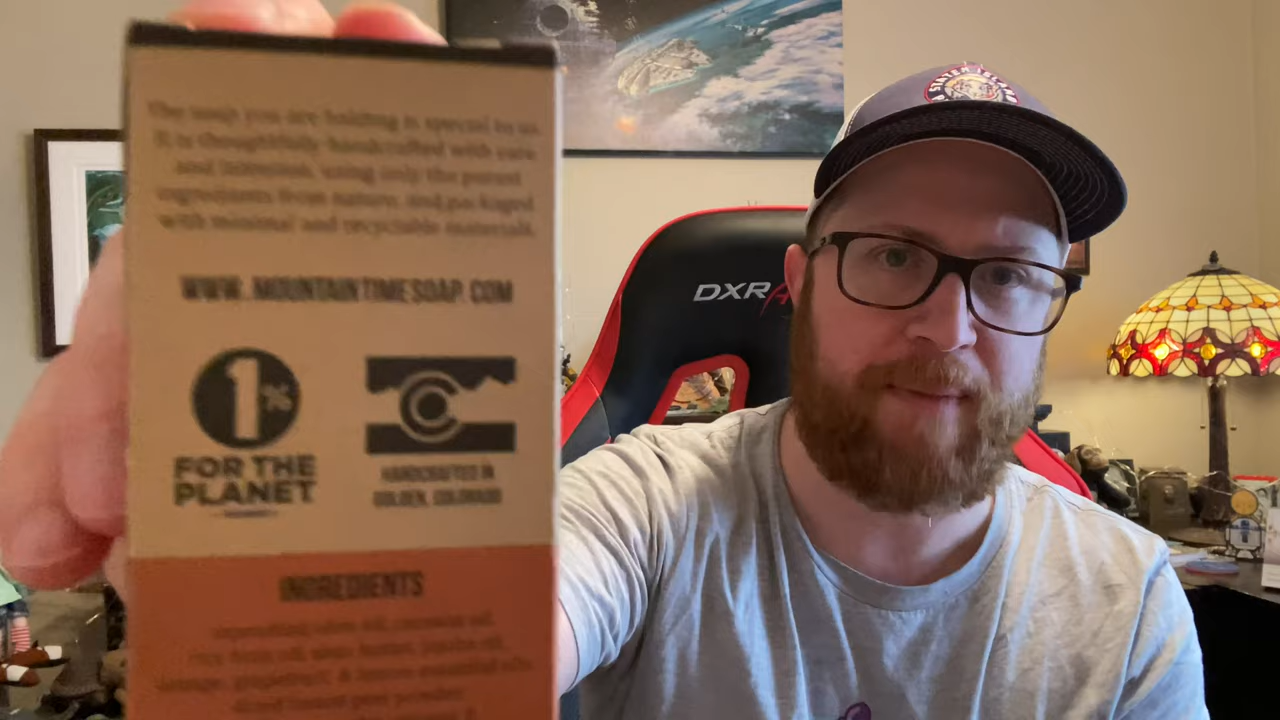 The soap you are holding is special to us.
It is thoughtfully handcrafted with care
and intention, using only the purest
ingredients from nature, and packaged
with minimal and recyclable materials.
WWW.MOUNTAINTIMESOAP.COM
1%
FOR THE
PLANET
HANDCRAFTED IN
GOLDEN, COLORADO
INGREDIENTS
DXR
STATEN ISLAND